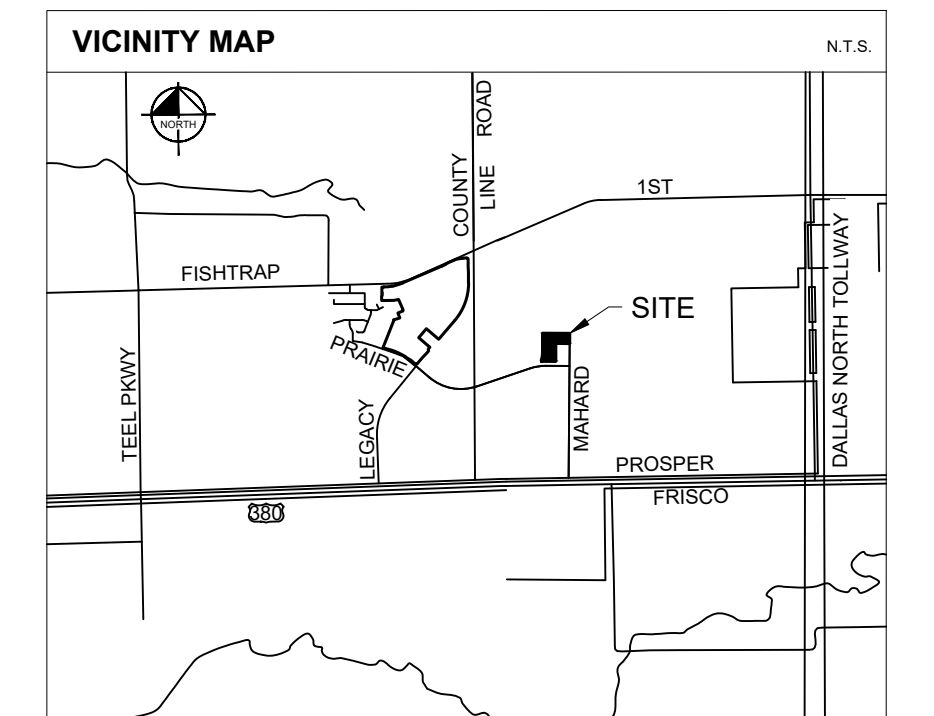 VICINITY MAP
N.T.S.
NORTH
COUNTY
LINE
ROAD
1ST
FISHTRAP
SITE
PRAIRIE
TEEL PKWY
LEGACY
MAHARD
DALLAS NORTH TOLLWAY
PROSPER
FRISCO
380